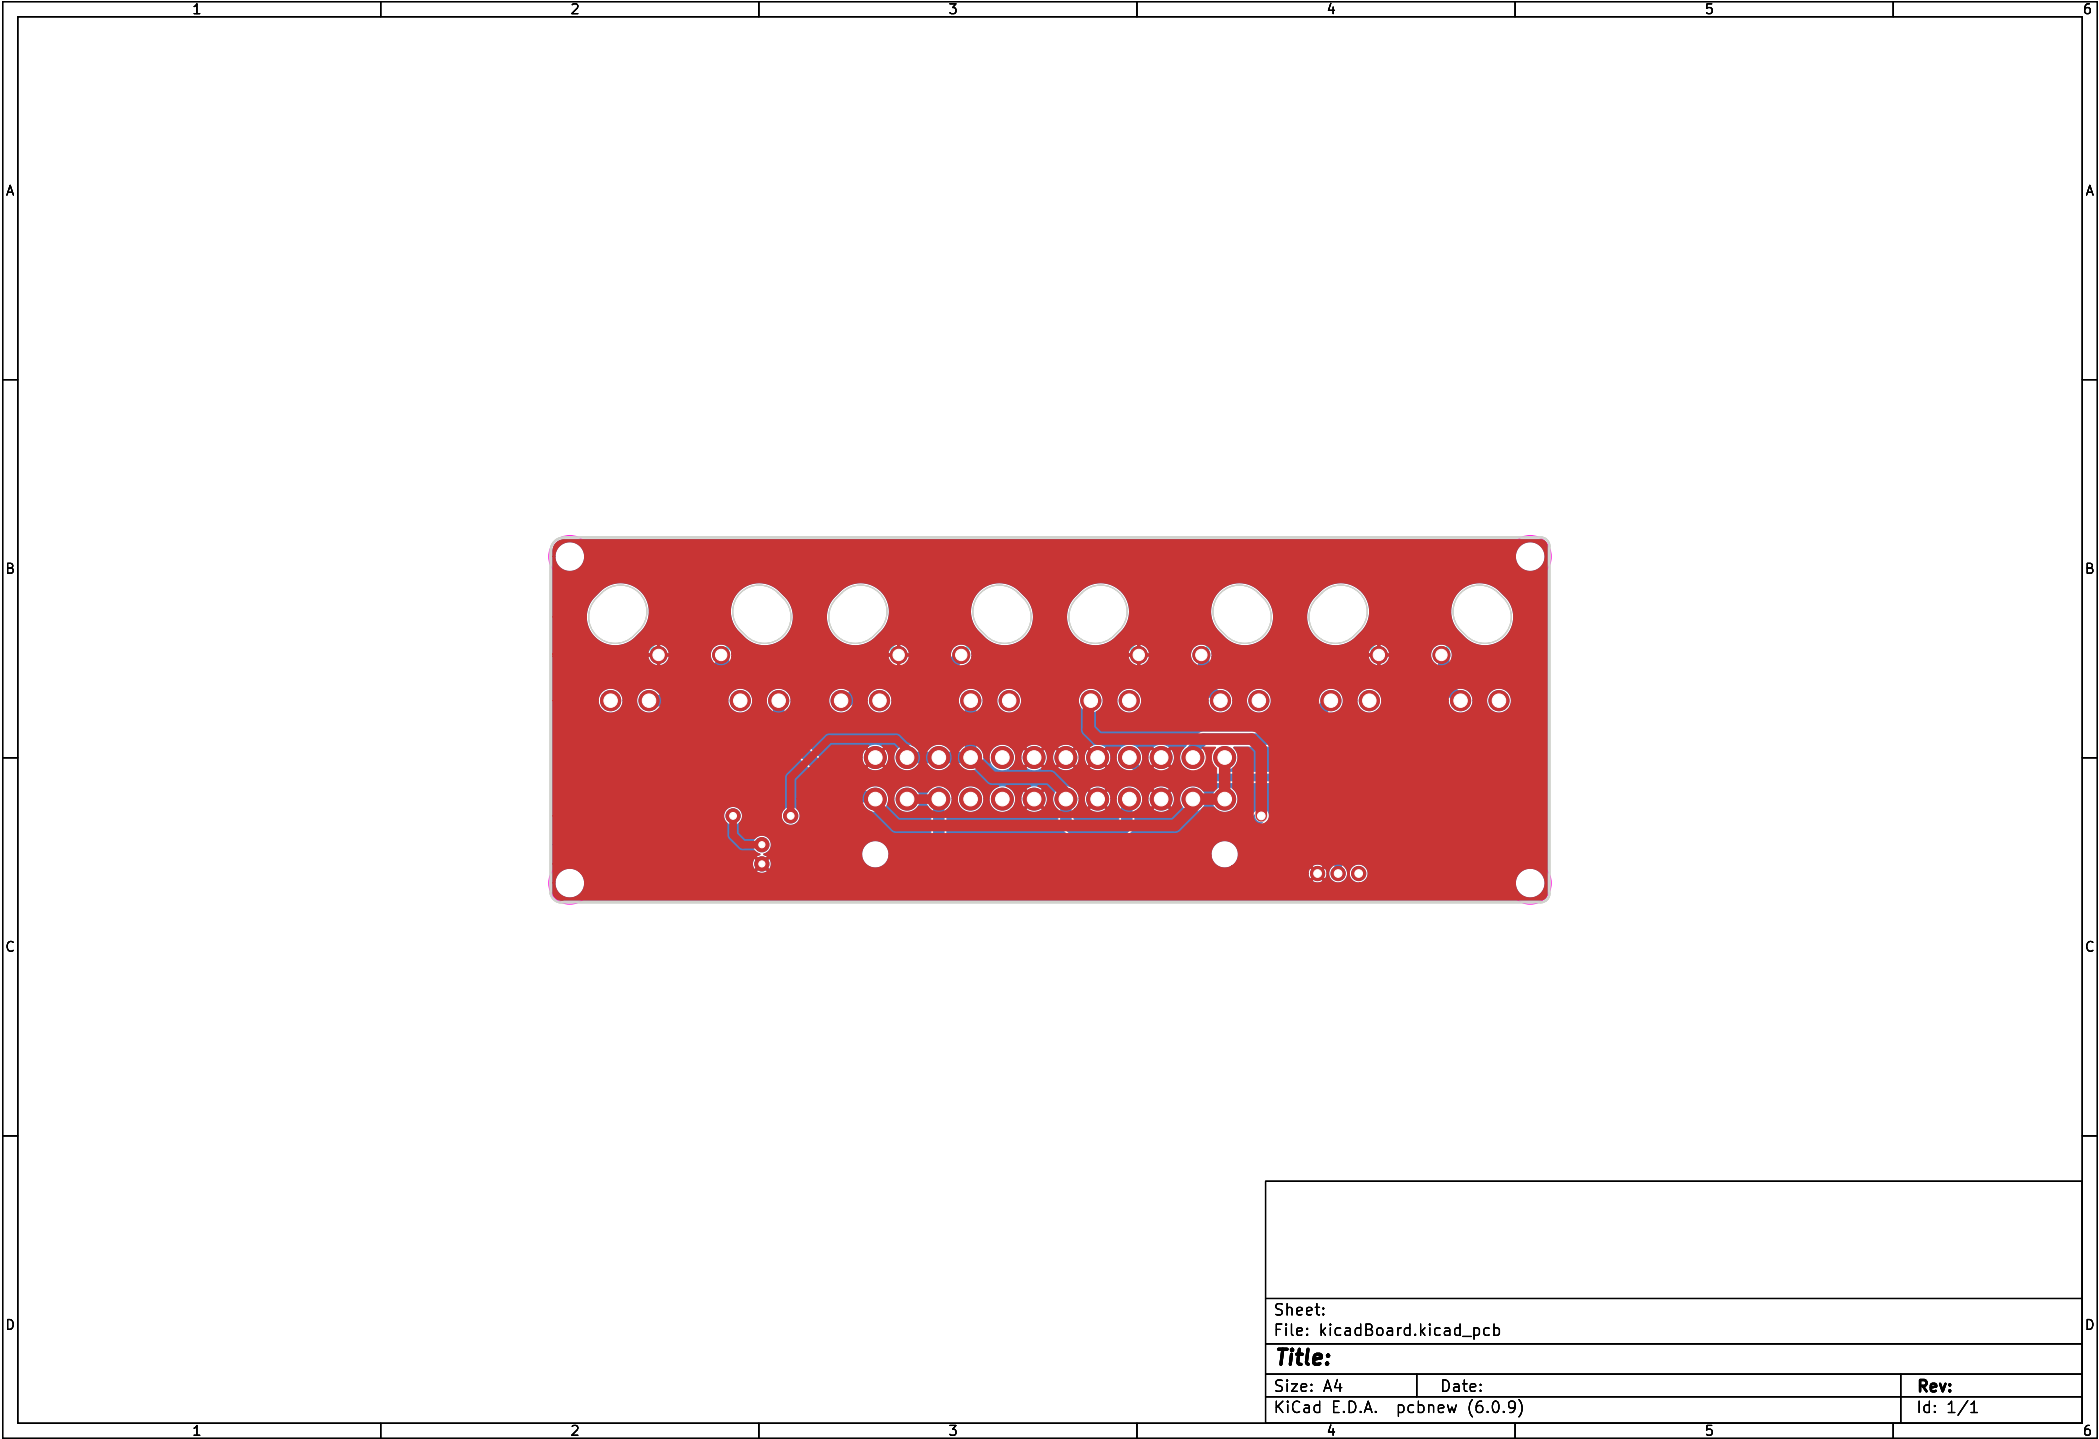 1 2 3 4 5 6
A A
B B
C C
D D
Sheet:
File: kicadBoard.kicad_pcb
Title:
Size: A4 Date: Rev:
KiCad E.D.A. pcbnew (6.0.9) Id: 1/1
1 2 3 4 5 6